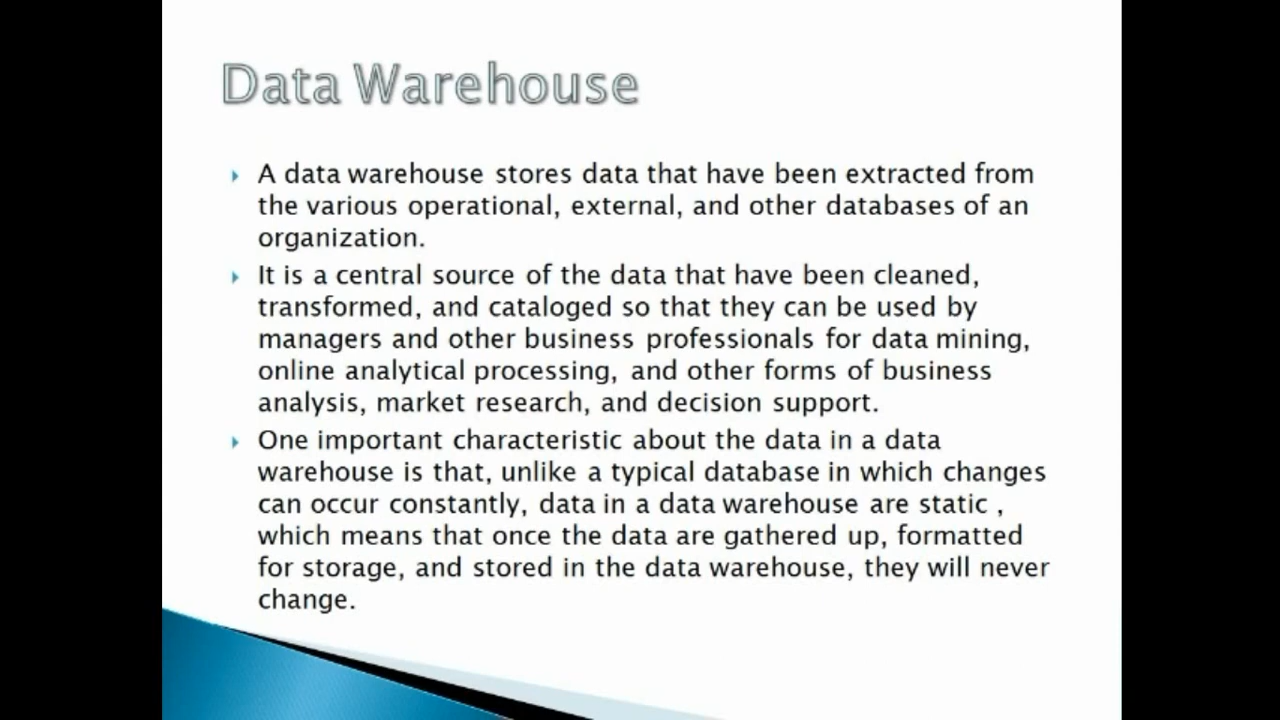 Data Warehouse
A data warehouse stores data that have been extracted from
the various operational, external, and other databases of an
organization.
It is a central source of the data that have been cleaned,
transformed, and cataloged so that they can be used by
managers and other business professionals for data mining,
online analytical processing, and other forms of business
analysis, market research, and decision support.
One important characteristic about the data in a data
warehouse is that, unlike a typical database in which changes
can occur constantly, data in a data warehouse are static ,
which means that once the data are gathered up, formatted
for storage, and stored in the data warehouse, they will never
change.